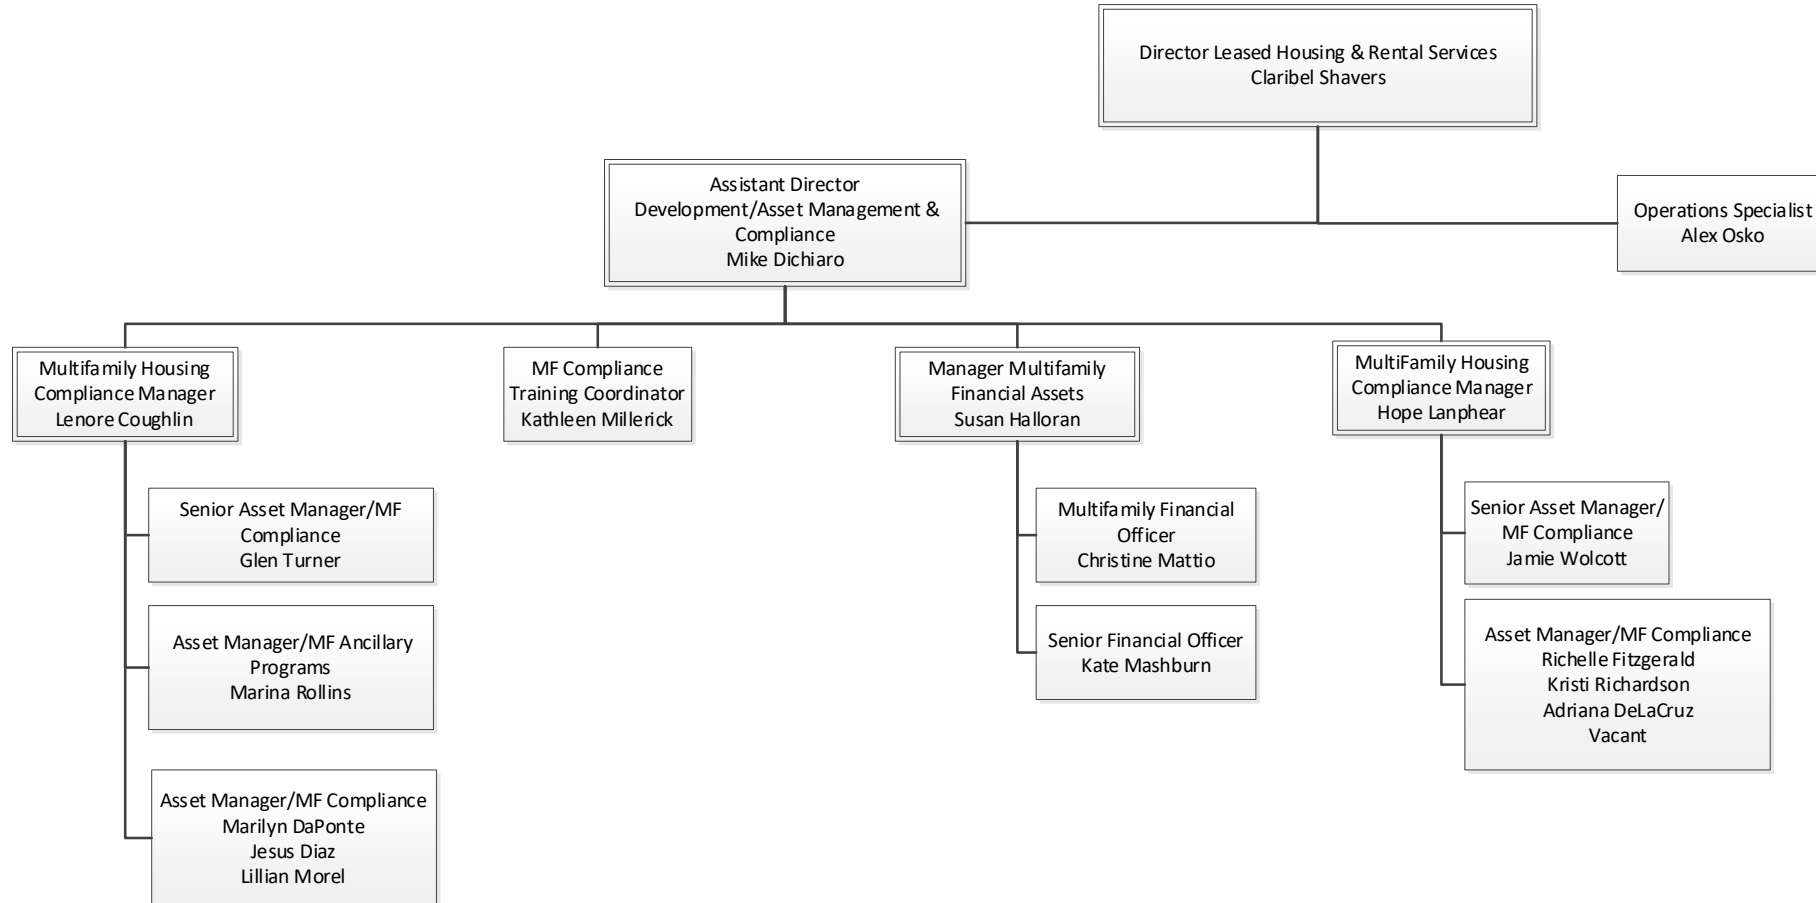 Director Leased Housing & Rental Services
Claribel Shavers
Assistant Director
Development/Asset Management &
Compliance
Mike Dichiaro
Operations Specialist
Alex Osko
Multifamily Housing
Compliance Manager
Lenore Coughlin
MF Compliance
Training Coordinator
Kathleen Millerick
Manager Multifamily
Financial Assets
Susan Halloran
MultiFamily Housing
Compliance Manager
Hope Lanphear
Senior Asset Manager/MF
Compliance
Glen Turner
Asset Manager/MF Ancillary
Programs
Marina Rollins
Asset Manager/MF Compliance
Marilyn DaPonte
Jesus Diaz
Lillian Morel
Multifamily Financial
Officer
Christine Mattio
Senior Financial Officer
Kate Mashburn
Senior Asset Manager/
MF Compliance
Jamie Wolcott
Asset Manager/MF Compliance
Richelle Fitzgerald
Kristi Richardson
Adriana DeLaCruz
Vacant